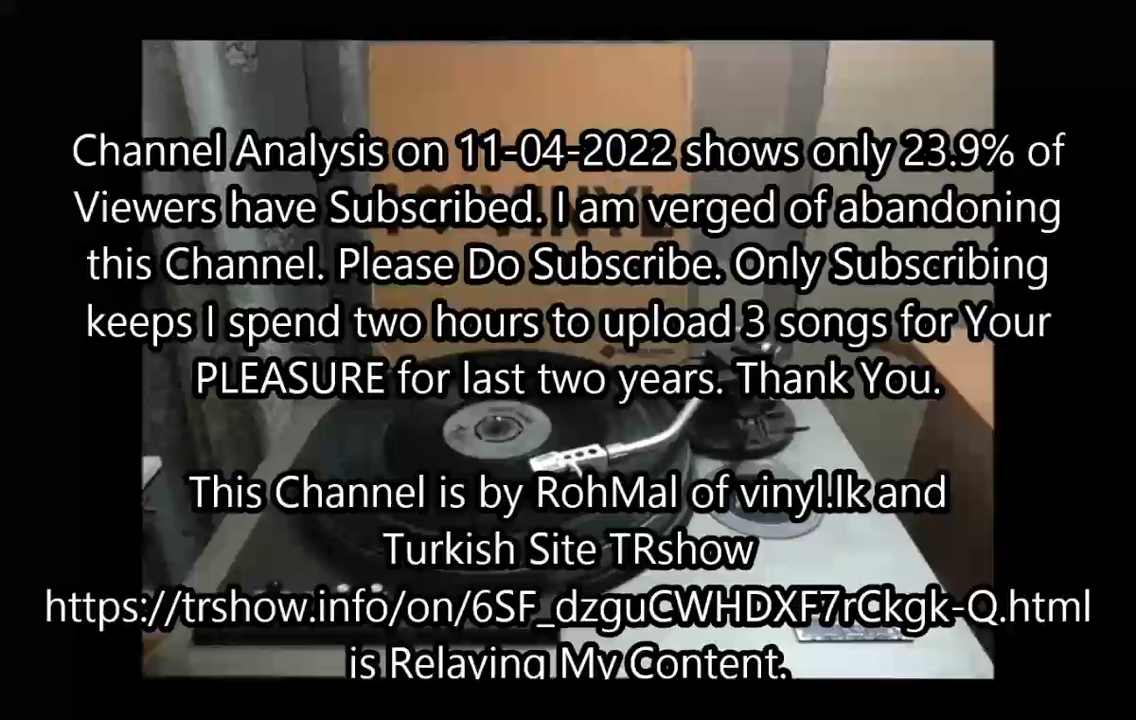 Channel Analysis on 11-04-2022 shows only 23.9% of
Viewers have Subscribed. I am verged of abandoning
this Channel. Please Do Subscribe. Only Subscribing
keeps I spend two hours to upload 3 songs for Your
PLEASURE for last two years. Thank You.
This Channel is by RohMal of vinyl.lk and
Turkish Site TRshow
https://trshow.info/on/6SF_dzguCWHDXF7rCkgk-Q.html
is Relaying My Content.